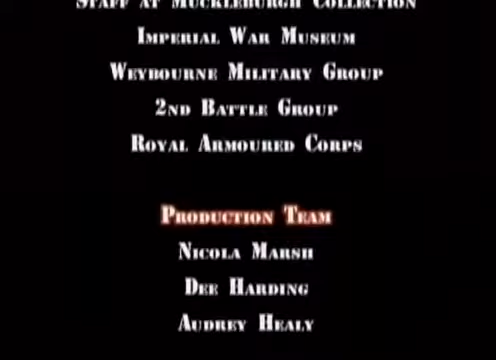 Staff at Muckleburgh Collection
Imperial War Museum
Weybourne Military Group
2nd Battle Group
Royal Armoured Corps
Production Team
Nicola Marsh
Dee Harding
Audrey Healy